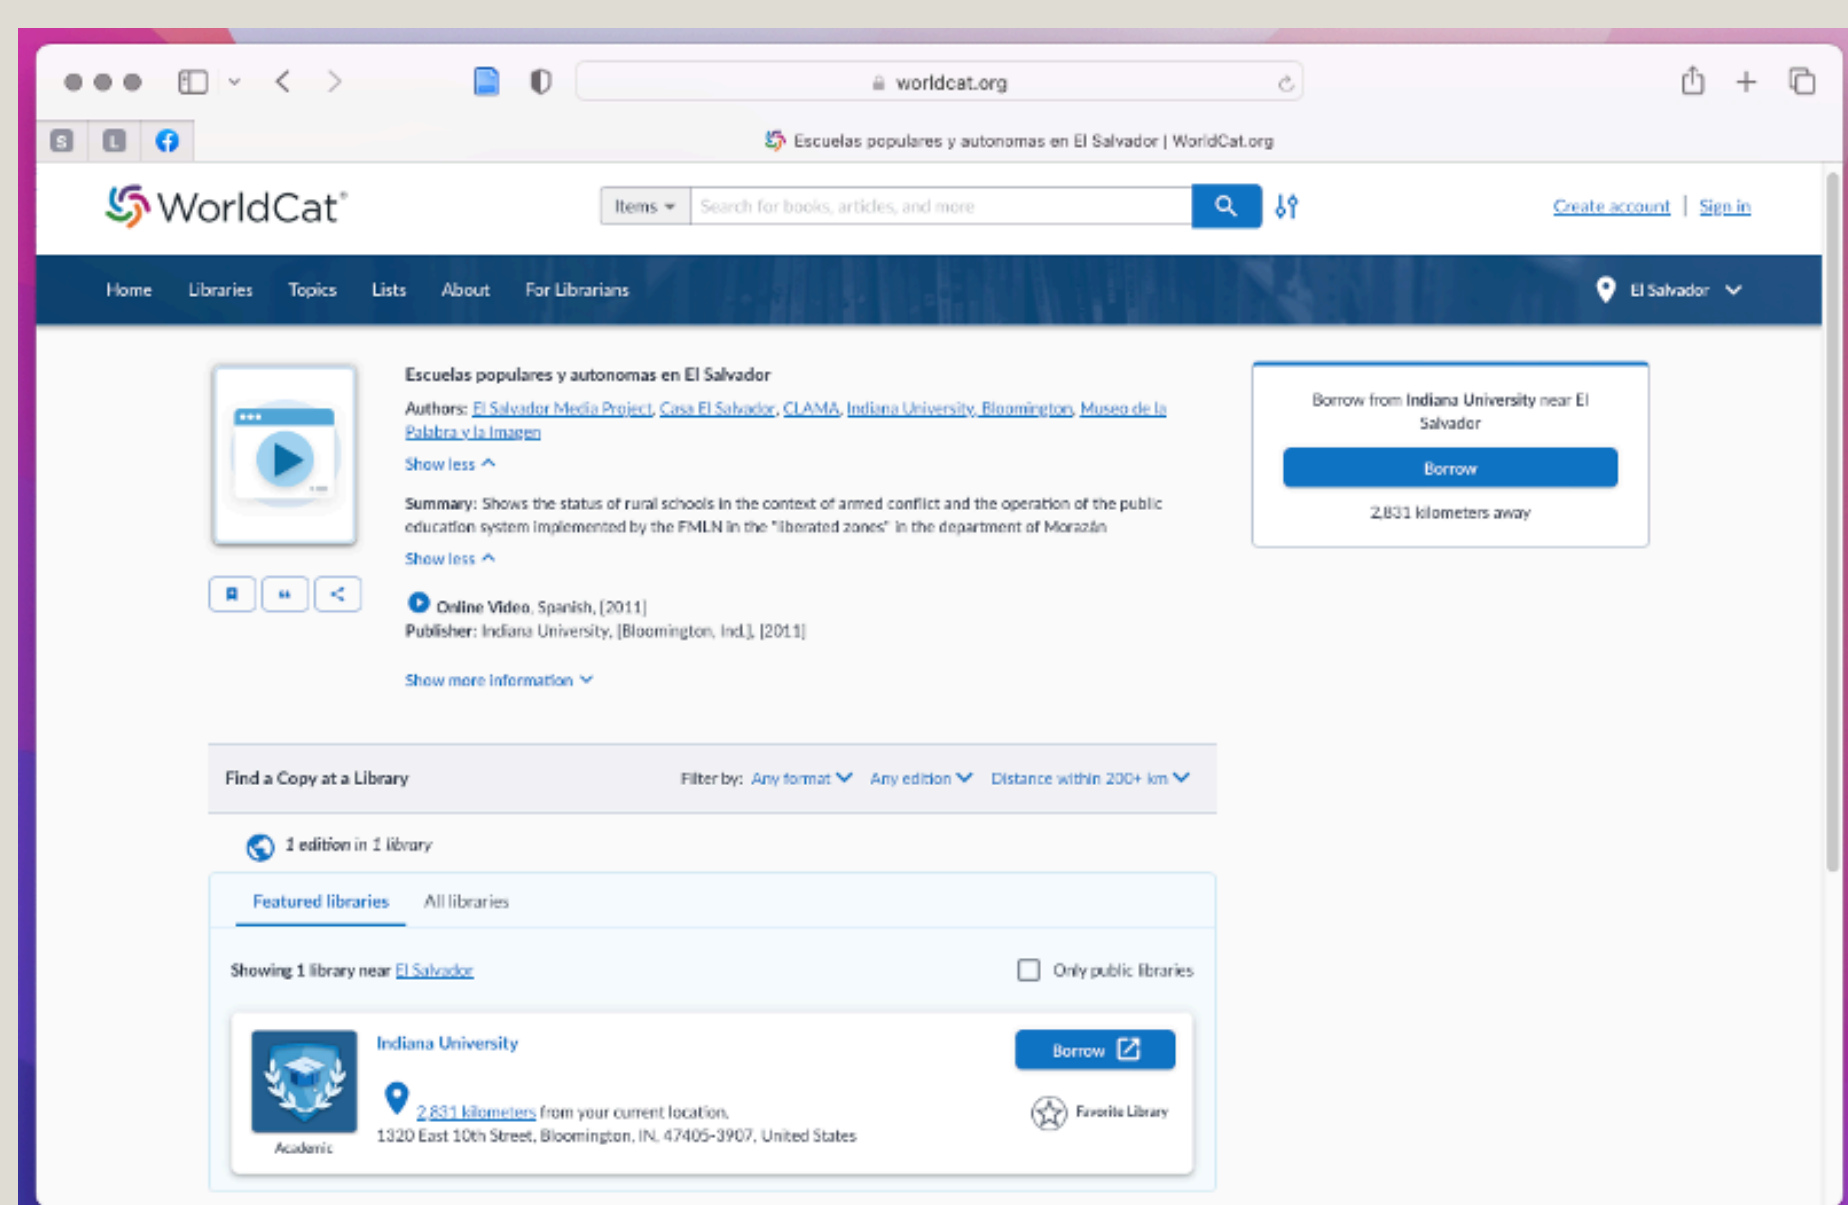 worldcat.org
S L Escuelas populares y autonomas en El Salvador | WorldCat.org
WorldCat®
Items
Search for books, articles, and more
Create account | Sign in
Home Libraries Topics Lists About For Librarians
El Salvador
Escuelas populares y autonomas en El Salvador
Authors: El Salvador Media Project, Casa El Salvador, CLAMA, Indiana University, Bloomington, Museo de la
Palabra y la Imagen
Show less
Summary: Shows the status of rural schools in the context of armed conflict and the operation of the public
education system implemented by the FMLN in the "liberated zones" in the department of Morazán
Show less
Online Video, Spanish, [2011]
Publisher: Indiana University, [Bloomington, Ind.], [2011]
Show more information
Borrow from Indiana University near El
Salvador
Borrow
2,831 kilometers away
Find a Copy at a Library
Filter by: Any format Any edition Distance within 200+ km
1 edition in 1 library
Featured libraries All libraries
Showing 1 library near El Salvador
Only public libraries
Indiana University
Borrow
2,831 kilometers from your current location.
Favorite Library
1320 East 10th Street, Bloomington, IN, 47405-3907, United States
Academic